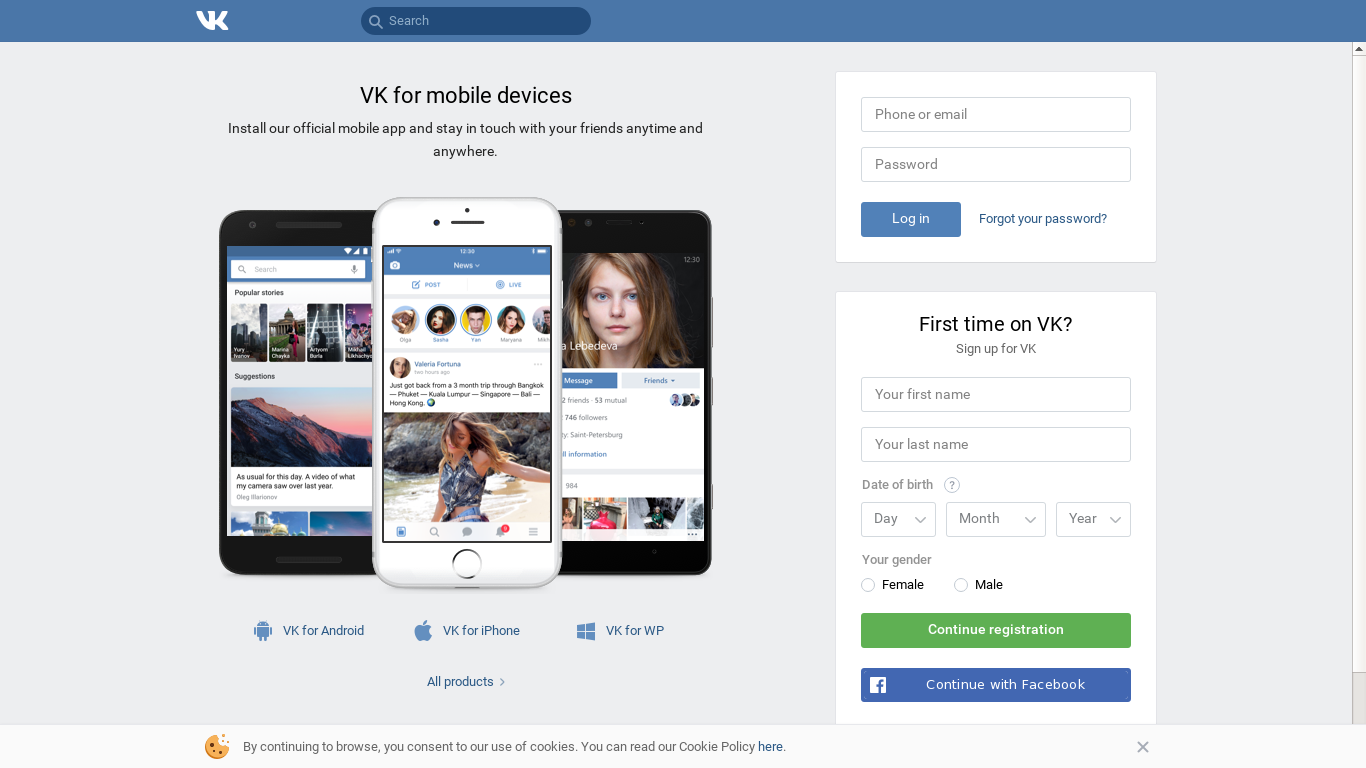 VK
Search
VK for mobile devices
Install our official mobile app and stay in touch with your friends anytime and
anywhere.
Search
Popular stories
Yury
Ivanov
Marina
Chayka
Artyom
Burla
Mikhail
Likhachyov
Suggestions
As usual for this day. A video of what
my camera saw over last year.
Oleg Illarionov
12:30
News
POST
LIVE
Olga
Sasha
Yan
Maryana
Mikh
Valeria Fortuna
two hours ago
Just got back from a 3 month trip through Bangkok
— Phuket — Kuala Lumpur — Singapore — Bali —
Hong Kong.
12:30
a Lebedeva
Message
Friends
2 friends · 53 mutual
746 followers
y: Saint-Petersburg
ll information
984
VK for Android
VK for iPhone
VK for WP
All products
Phone or email
Password
Log in
Forgot your password?
First time on VK?
Sign up for VK
Your first name
Your last name
Date of birth ?
Day
Month
Year
Your gender
Female
Male
Continue registration
Continue with Facebook
By continuing to browse, you consent to our use of cookies. You can read our Cookie Policy here.